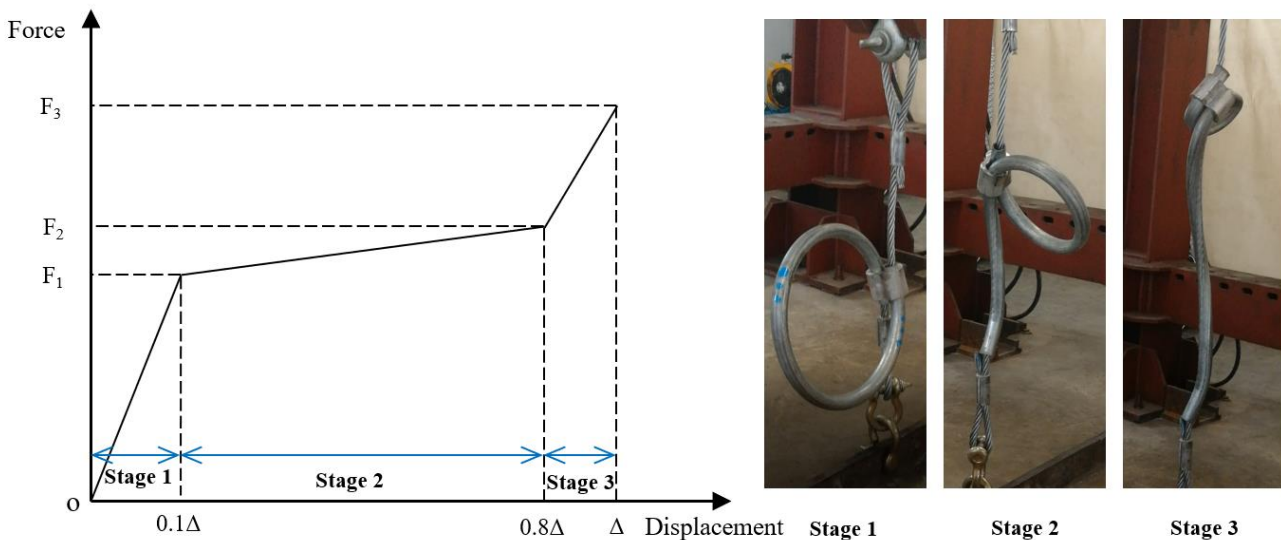 Force
F₃
F₂
F₁
Stage 1
Stage 2
Stage 3
o
0.1Δ
0.8Δ
Δ
Displacement
Stage 1
Stage 2
Stage 3